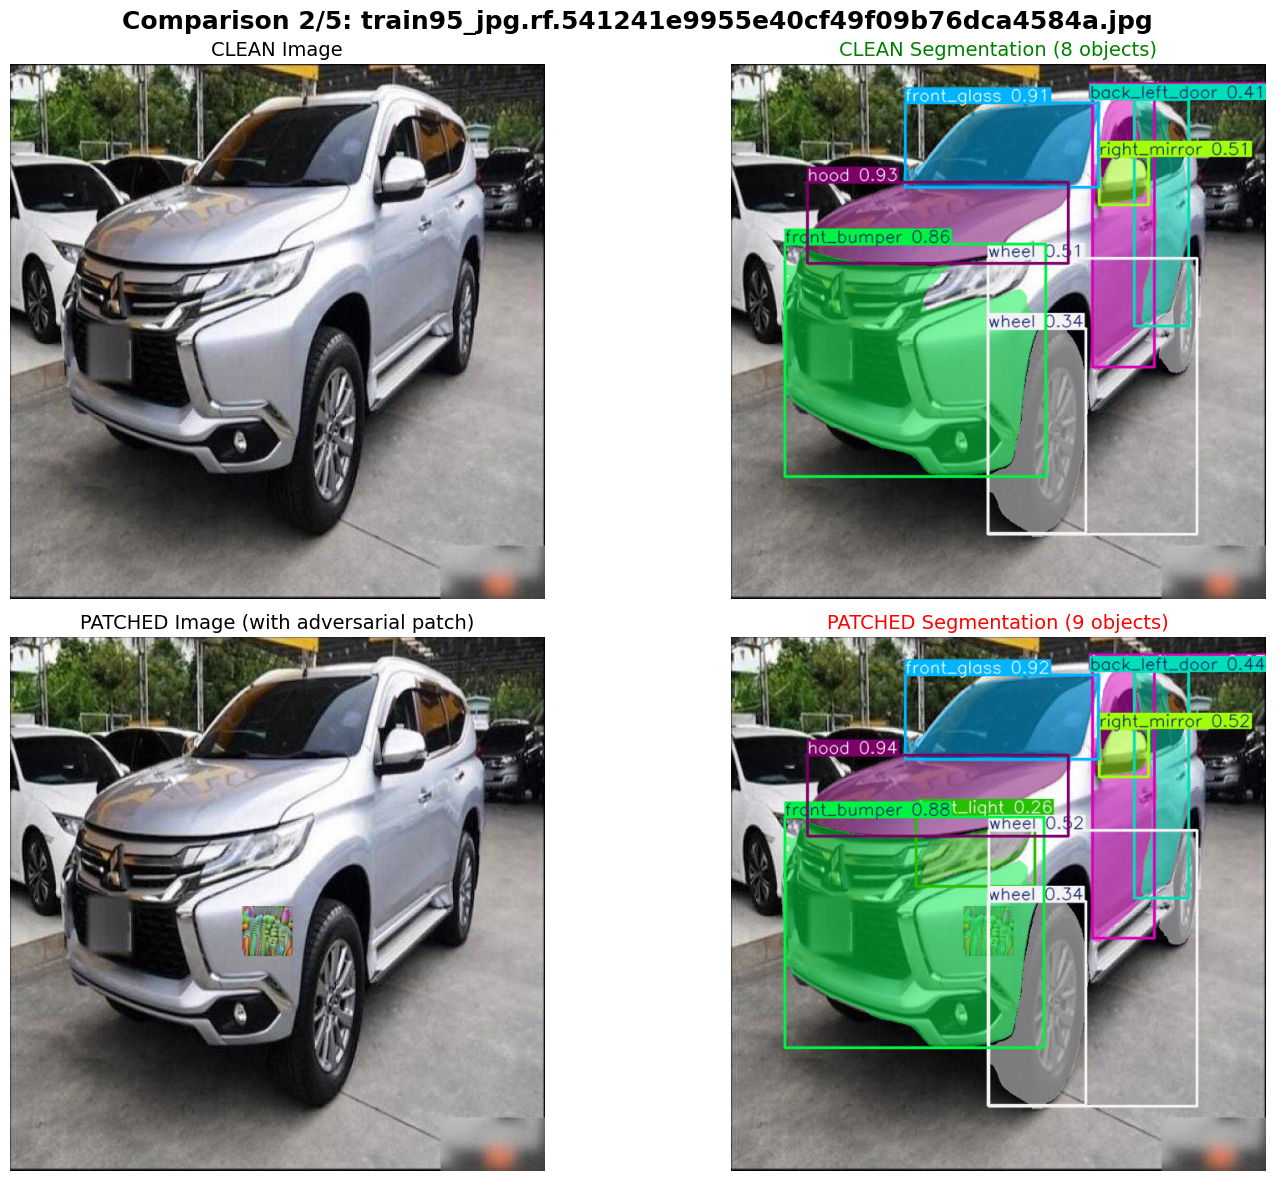 Comparison 2/5: train95_jpg.rf.541241e9955e40cf49f09b76dca4584a.jpg
CLEAN Image
CLEAN Segmentation (8 objects)
front_glass 0.91
back_left_door 0.41
right_mirror 0.51
hood 0.93
front_bumper 0.86
wheel 0.51
wheel 0.34
PATCHED Image (with adversarial patch)
PATCHED Segmentation (9 objects)
front_glass 0.92
back_left_door 0.44
right_mirror 0.52
hood 0.94
front_bumper 0.88
t_light 0.26
wheel 0.52
wheel 0.34